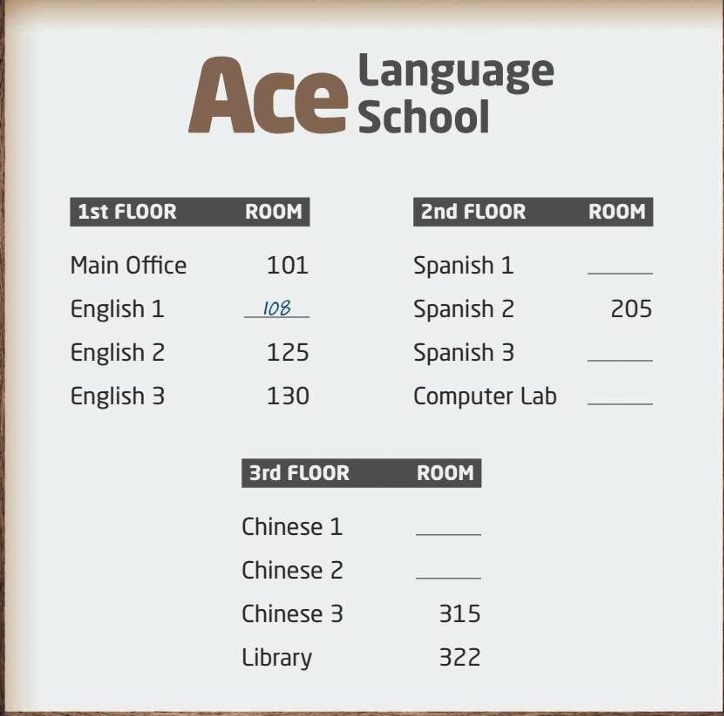 Ace Language School
1st FLOOR ROOM
Main Office 101
English 1 108
English 2 125
English 3 130
2nd FLOOR ROOM
Spanish 1
Spanish 2 205
Spanish 3
Computer Lab
3rd FLOOR ROOM
Chinese 1
Chinese 2
Chinese 3 315
Library 322